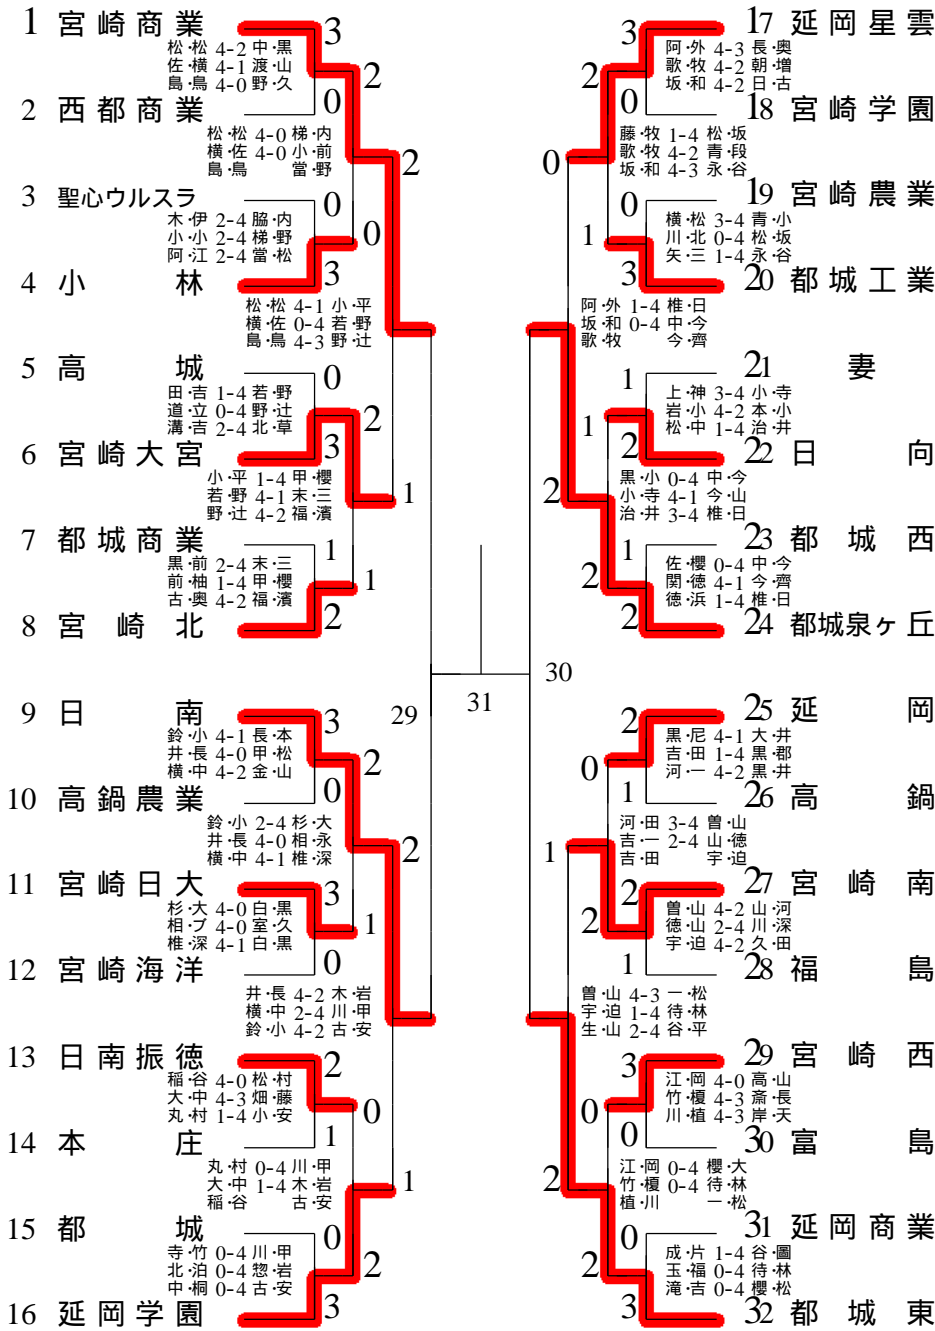 1 宮崎商業 3
松・松 4-2 中・黒
佐・横 4-1 渡・山
島・鳥 4-0 野・久
2
0
2 西都商業
松・松 4-0 梯・内
横・佐 4-0 小・前
島・鳥 當・野
2
3 聖心ウルスラ 0
木・伊 2-4 脇・内
小・小 2-4 梯・野
阿・江 2-4 當・松
0
3
4 小林
松・松 4-1 小・平
横・佐 0-4 若・野
島・鳥 4-3 野・辻
5 高城 0
田・吉 1-4 若・野
道・立 0-4 野・辻
溝・吉 2-4 北・草
2
3
6 宮崎大宮
小・平 1-4 甲・櫻
若・野 4-1 末・三
野・辻 4-2 福・濱
1
7 都城商業 1
黒・前 2-4 末・三
前・柚 1-4 甲・櫻
古・奥 4-2 福・濱
1
2
8 宮崎北
29
9 日南 3
鈴・小 4-1 長・本
井・長 4-0 甲・松
横・中 4-2 金・山
2
0
10 高鍋農業
鈴・小 2-4 杉・大
井・長 4-0 相・永
横・中 4-1 椎・深
2
11 宮崎日大 3
杉・大 4-0 白・黒
相・ブ 4-0 室・久
椎・深 4-1 白・黒
1
0
12 宮崎海洋
井・長 4-2 木・岩
横・中 2-4 川・甲
鈴・小 4-2 古・安
13 日南振徳 2
稲・谷 4-0 松・村
大・中 4-3 畑・藤
丸・村 1-4 小・安
0
1
14 本庄
丸・村 0-4 川・甲
大・中 1-4 木・岩
稲・谷 古・安
1
15 都城 0
寺・竹 0-4 川・甲
北・泊 0-4 惣・岩
中・桐 0-4 古・安
2
3
16 延岡学園
31
30
3 17 延岡星雲
阿・外 4-3 長・奥
歌・牧 4-2 朝・増
坂・和 4-2 日・古
2
0
18 宮崎学園
藤・牧 1-4 松・坂
歌・牧 4-2 青・段
坂・和 4-3 永・谷
0
0 19 宮崎農業
横・松 3-4 青・小
川・北 0-4 松・坂
矢・三 1-4 永・谷
1
3
20 都城工業
阿・外 1-4 椎・日
坂・和 0-4 中・今
歌・牧 今・齊
1 21 妻
上・神 3-4 小・寺
岩・小 4-2 本・小
松・中 1-4 治・井
1
2
22 日向
黒・小 0-4 中・今
小・寺 4-1 今・山
治・井 3-4 椎・日
2
1 23 都城西
佐・櫻 0-4 中・今
関・徳 4-1 今・齊
徳・浜 1-4 椎・日
2
2
24 都城泉ヶ丘
2 25 延岡
黒・尼 4-1 大・井
吉・田 1-4 黒・郡
河・一 4-2 黒・井
0
1
26 高鍋
河・田 3-4 曽・山
吉・一 2-4 山・徳
吉・田 宇・迫
1
2 27 宮崎南
曽・山 4-2 山・河
徳・山 2-4 川・深
宇・迫 4-2 久・田
2
1
28 福島
曽・山 4-3 一・松
宇・迫 1-4 待・林
生・山 2-4 谷・平
3 29 宮崎西
江・岡 4-0 高・山
竹・榎 4-3 斎・長
川・植 4-3 岸・天
0
0
30 富島
江・岡 0-4 櫻・大
竹・榎 0-4 待・林
植・川 一・松
2
0 31 延岡商業
成・片 1-4 谷・圖
玉・福 0-4 待・林
滝・吉 0-4 櫻・松
2
3
32 都城東